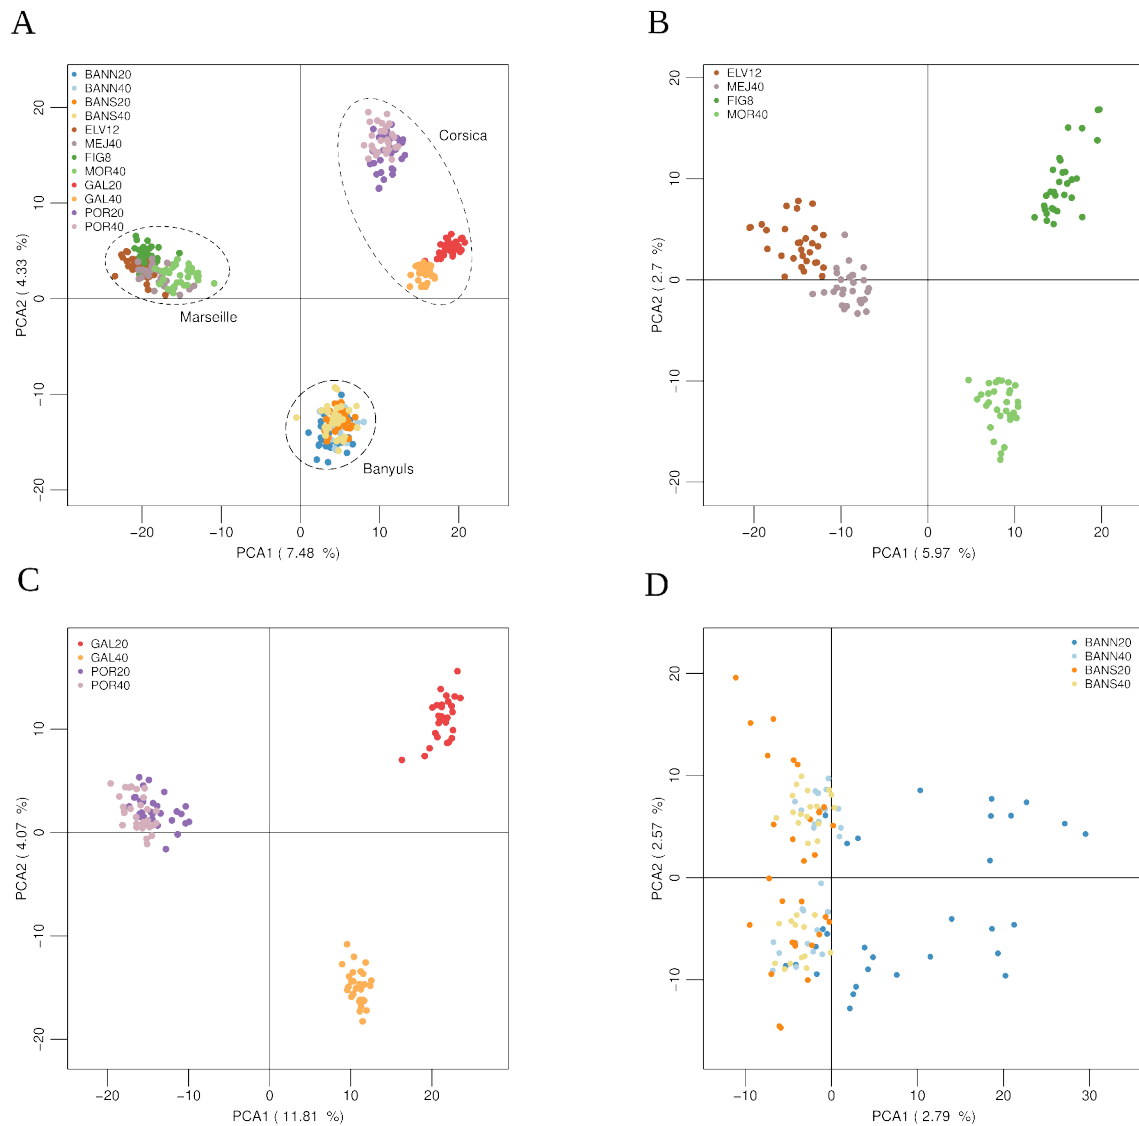 A
BANN20
BANN40
BANS20
BANS40
ELV12
MEJ40
FIG8
MOR40
GAL20
GAL40
POR20
POR40
Corsica
Marseille
Banyuls
20
10
0
−10
−20
PCA2 ( 4.33 %)
−20 −10 0 10 20
PCA1 ( 7.48 %)
B
ELV12
MEJ40
FIG8
MOR40
20
10
0
−10
−20
PCA2 ( 2.7 %)
−20 −10 0 10 20
PCA1 ( 5.97 %)
C
GAL20
GAL40
POR20
POR40
10
0
−10
−20
PCA2 ( 4.07 %)
−20 −10 0 10 20
PCA1 ( 11.81 %)
D
BANN20
BANN40
BANS20
BANS40
20
10
0
−10
PCA2 ( 2.57 %)
−10 0 10 20 30
PCA1 ( 2.79 %)